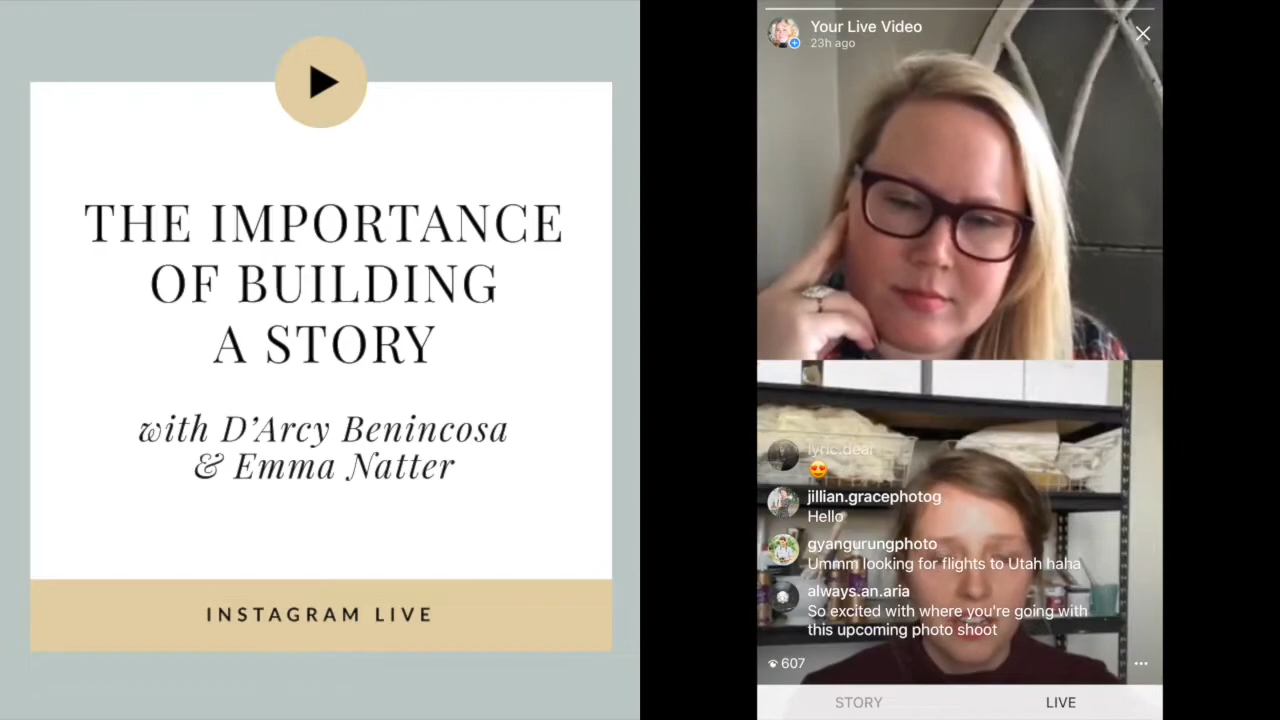 THE IMPORTANCE
OF BUILDING
A STORY
with D'Arcy Benincosa
& Emma Natter
INSTAGRAM LIVE
Your Live Video
23h ago
lyric.dear
😍
jillian.gracephotog
Hello
gyangurungphoto
Ummm looking for flights to Utah haha
always.an.aria
So excited with where you're going with
this upcoming photo shoot
607
STORY
LIVE